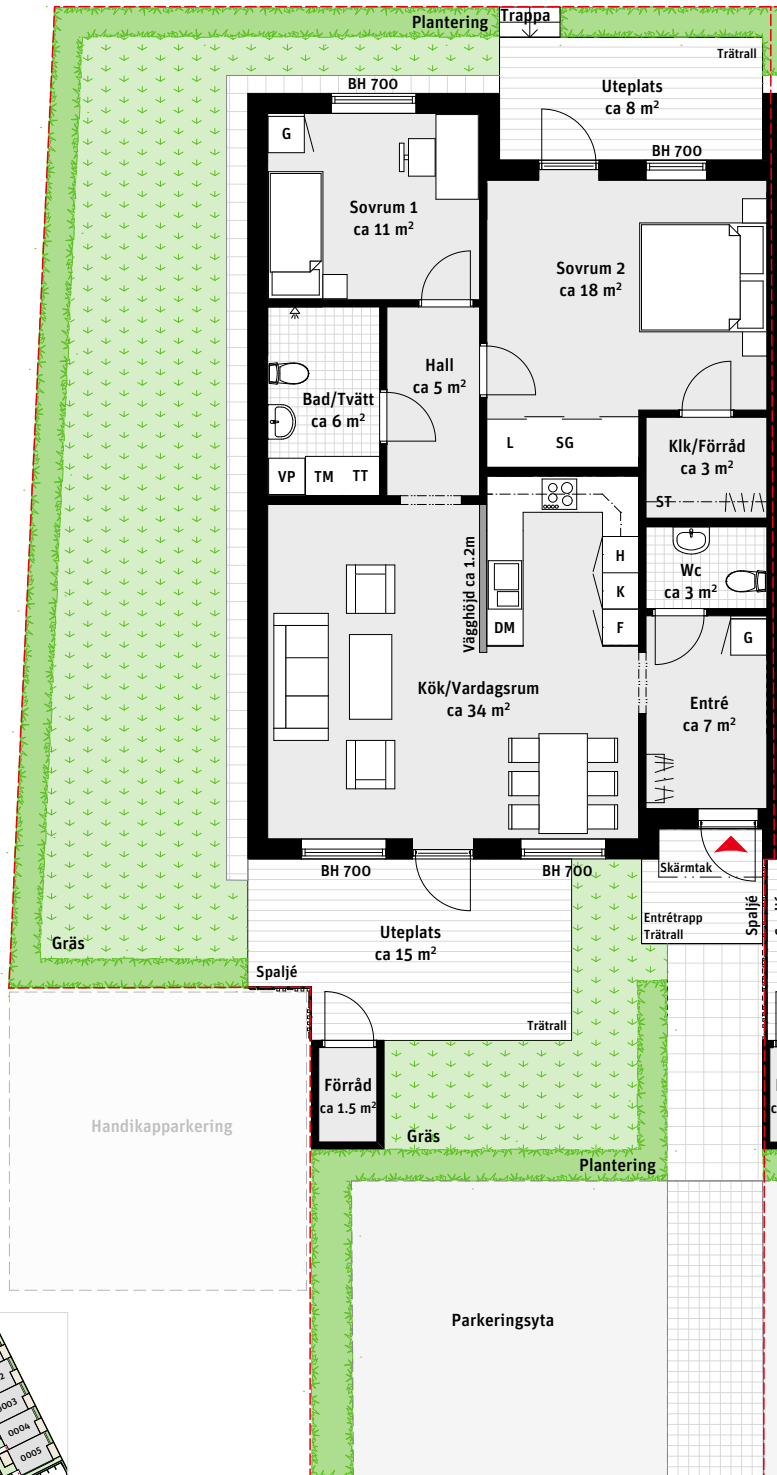 Plantering
Trappa
Trätrall
Uteplats
ca 8 m²
BH 700
BH 700
G
Sovrum 1
ca 11 m²
Sovrum 2
ca 18 m²
Hall
ca 5 m²
Bad/Tvätt
ca 6 m²
L
SG
Klk/Förråd
ca 3 m²
VP
TM
TT
ST
Vägghöjd ca 1.2m
H
K
F
DM
Wc
ca 3 m²
G
Kök/Vardagsrum
ca 34 m²
Entré
ca 7 m²
BH 700
BH 700
Skärmtak
Spaljé
Entrétrapp
Trätrall
Gräs
Uteplats
ca 15 m²
Spaljé
Trätrall
Förråd
ca 1.5 m²
Handikapparkering
Gräs
Plantering
Parkeringsyta
0004
0005